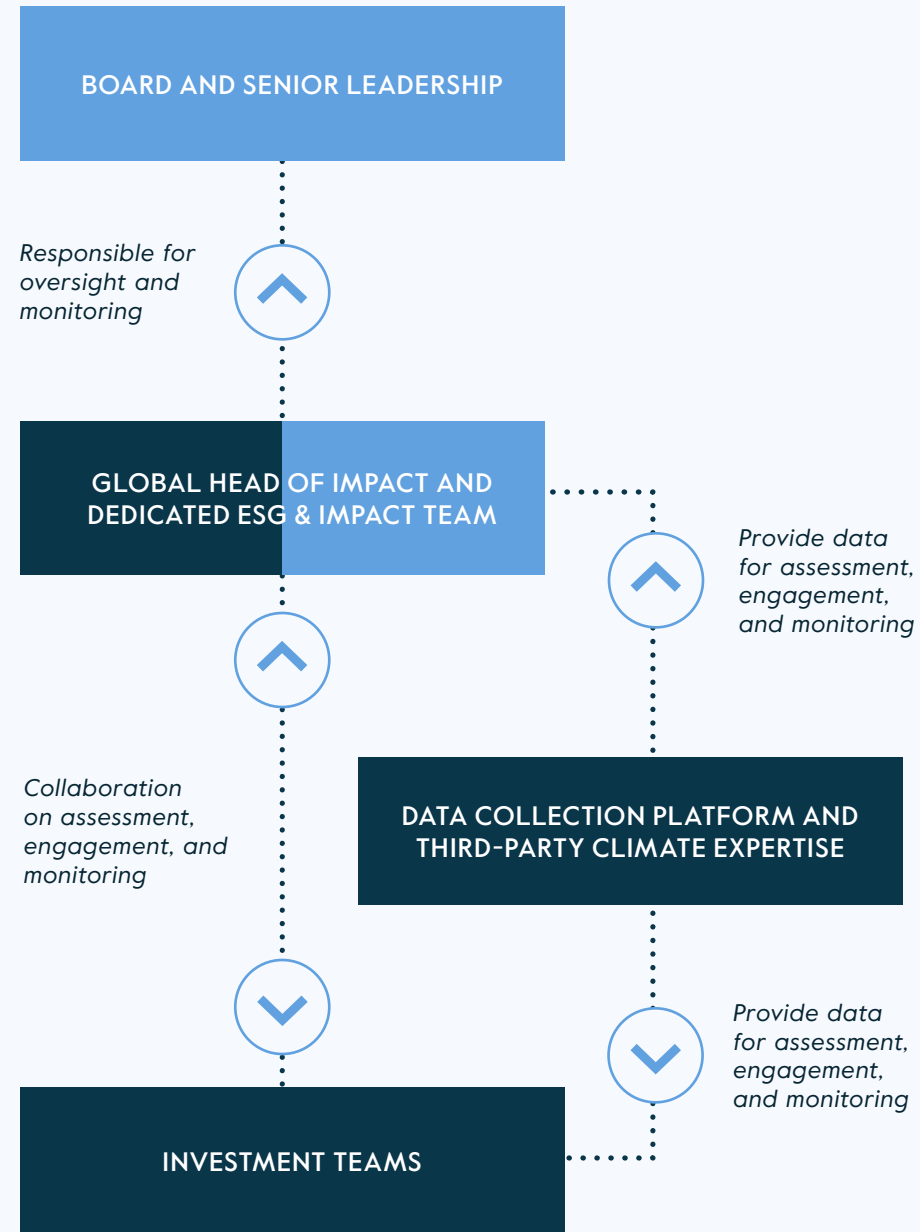 BOARD AND SENIOR LEADERSHIP
Responsible for
oversight and
monitoring
GLOBAL HEAD OF IMPACT AND
DEDICATED ESG & IMPACT TEAM
Provide data
for assessment,
engagement,
and monitoring
Collaboration
on assessment,
engagement, and
monitoring
DATA COLLECTION PLATFORM AND
THIRD-PARTY CLIMATE EXPERTISE
Provide data
for assessment,
engagement,
and monitoring
INVESTMENT TEAMS